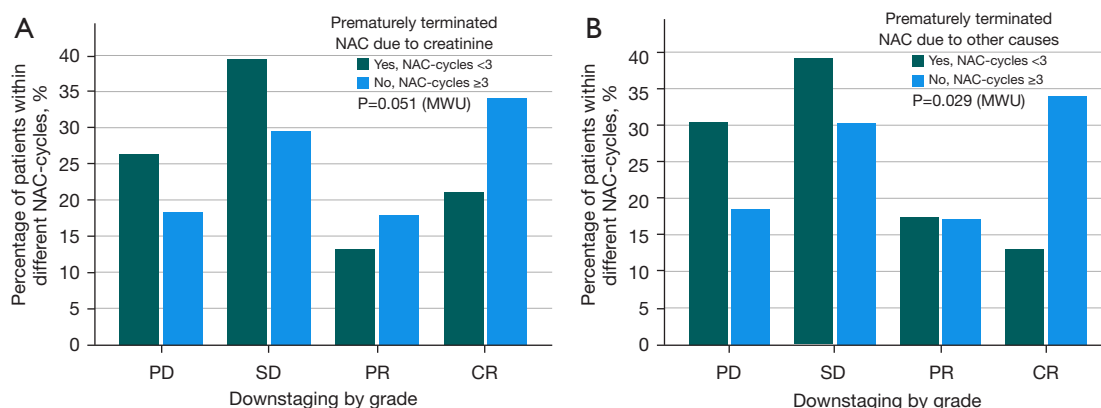 A
Prematurely terminated
NAC due to creatinine
Yes, NAC-cycles <3
No, NAC-cycles ≥3
P=0.051 (MWU)
Percentage of patients within
different NAC-cycles, %
40
35
30
25
20
15
10
5
0
PD SD PR CR
Downstaging by grade
B
Prematurely terminated
NAC due to other causes
Yes, NAC-cycles <3
No, NAC-cycles ≥3
P=0.029 (MWU)
Percentage of patients within
different NAC-cycles, %
40
35
30
25
20
15
10
5
0
PD SD PR CR
Downstaging by grade